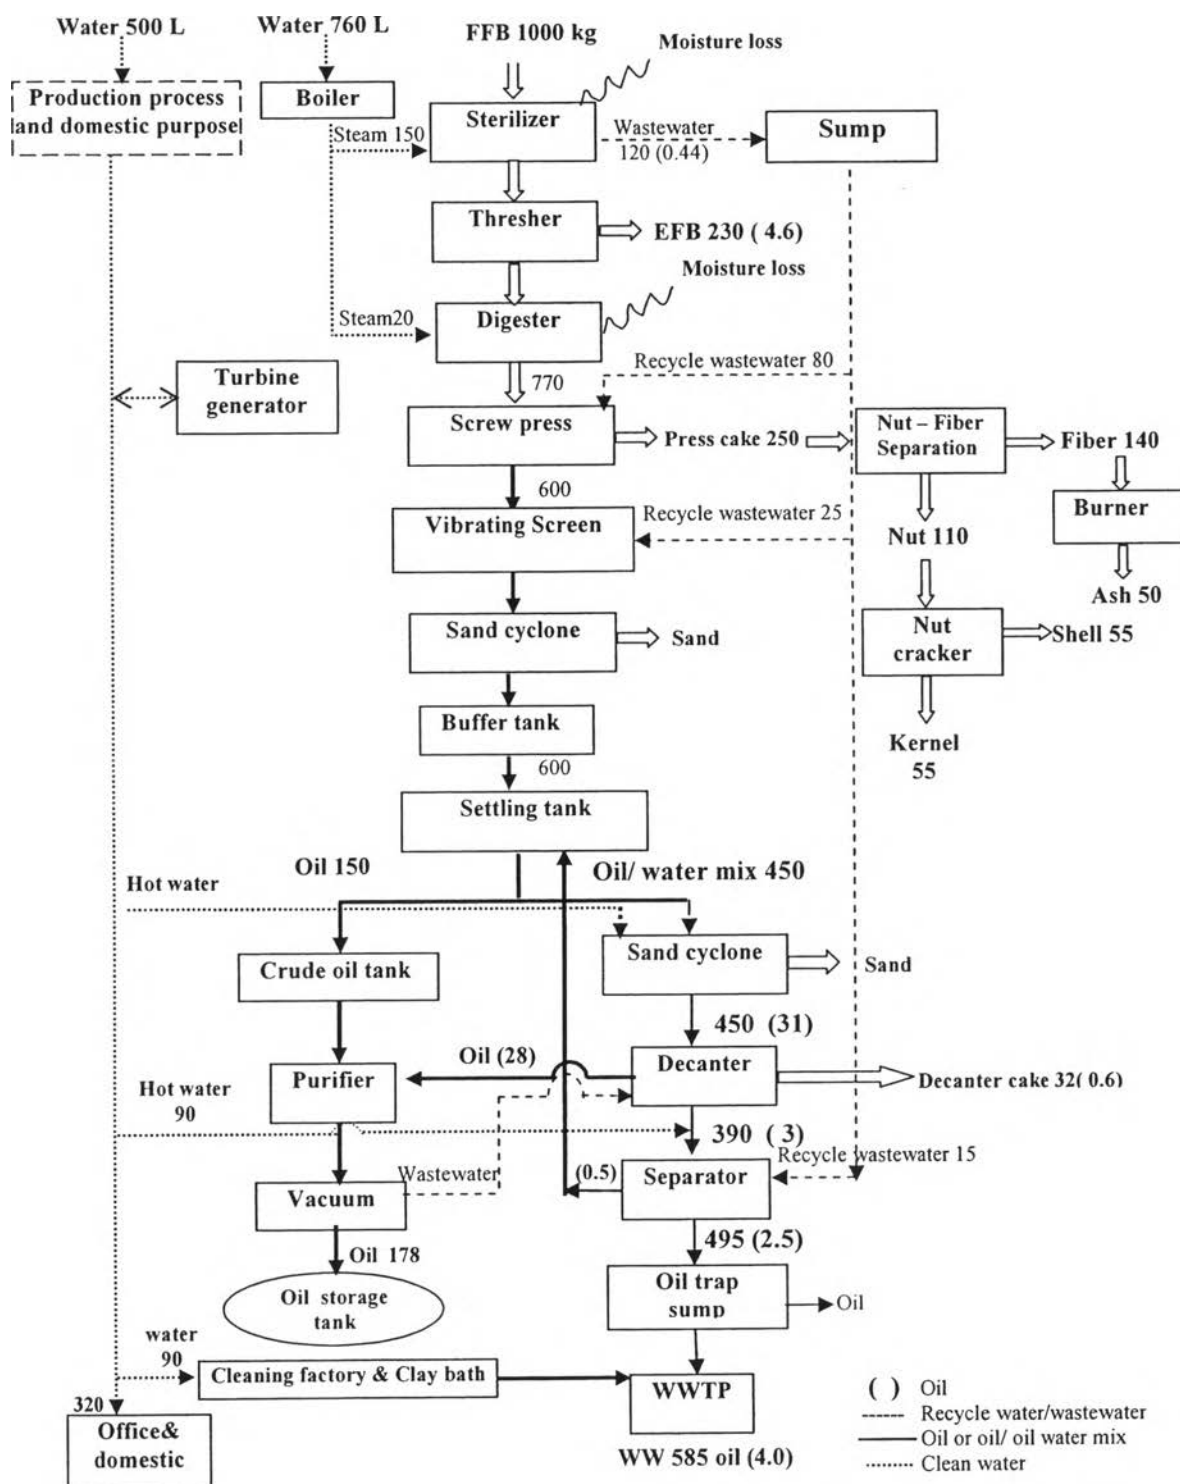 Water 500 L
Water 760 L
FFB 1000 kg
Moisture loss
Production process
and domestic purpose
Boiler
Sterilizer
Steam 150
Wastewater
120 (0.44)
Sump
Thresher
EFB 230 ( 4.6)
Moisture loss
Steam20
Digester
Recycle wastewater 80
770
Turbine
generator
Screw press
Press cake 250
Nut – Fiber
Separation
Fiber 140
600
Vibrating Screen
Recycle wastewater 25
Nut 110
Burner
Ash 50
Sand cyclone
Sand
Nut
cracker
Shell 55
Buffer tank
Kernel
55
600
Settling tank
Oil 150
Oil/ water mix 450
Hot water
Crude oil tank
Sand cyclone
Sand
450 (31)
Oil (28)
Decanter
Decanter cake 32( 0.6)
Purifier
Hot water
90
390 ( 3)
Recycle wastewater 15
Wastewater
(0.5)
Separator
Vacuum
495 (2.5)
Oil 178
Oil storage
tank
Oil trap
sump
Oil
water
90
Cleaning factory & Clay bath
WWTP
320
Office&
domestic
WW 585 oil (4.0)
( ) Oil
Recycle water/wastewater
Oil or oil/ oil water mix
Clean water